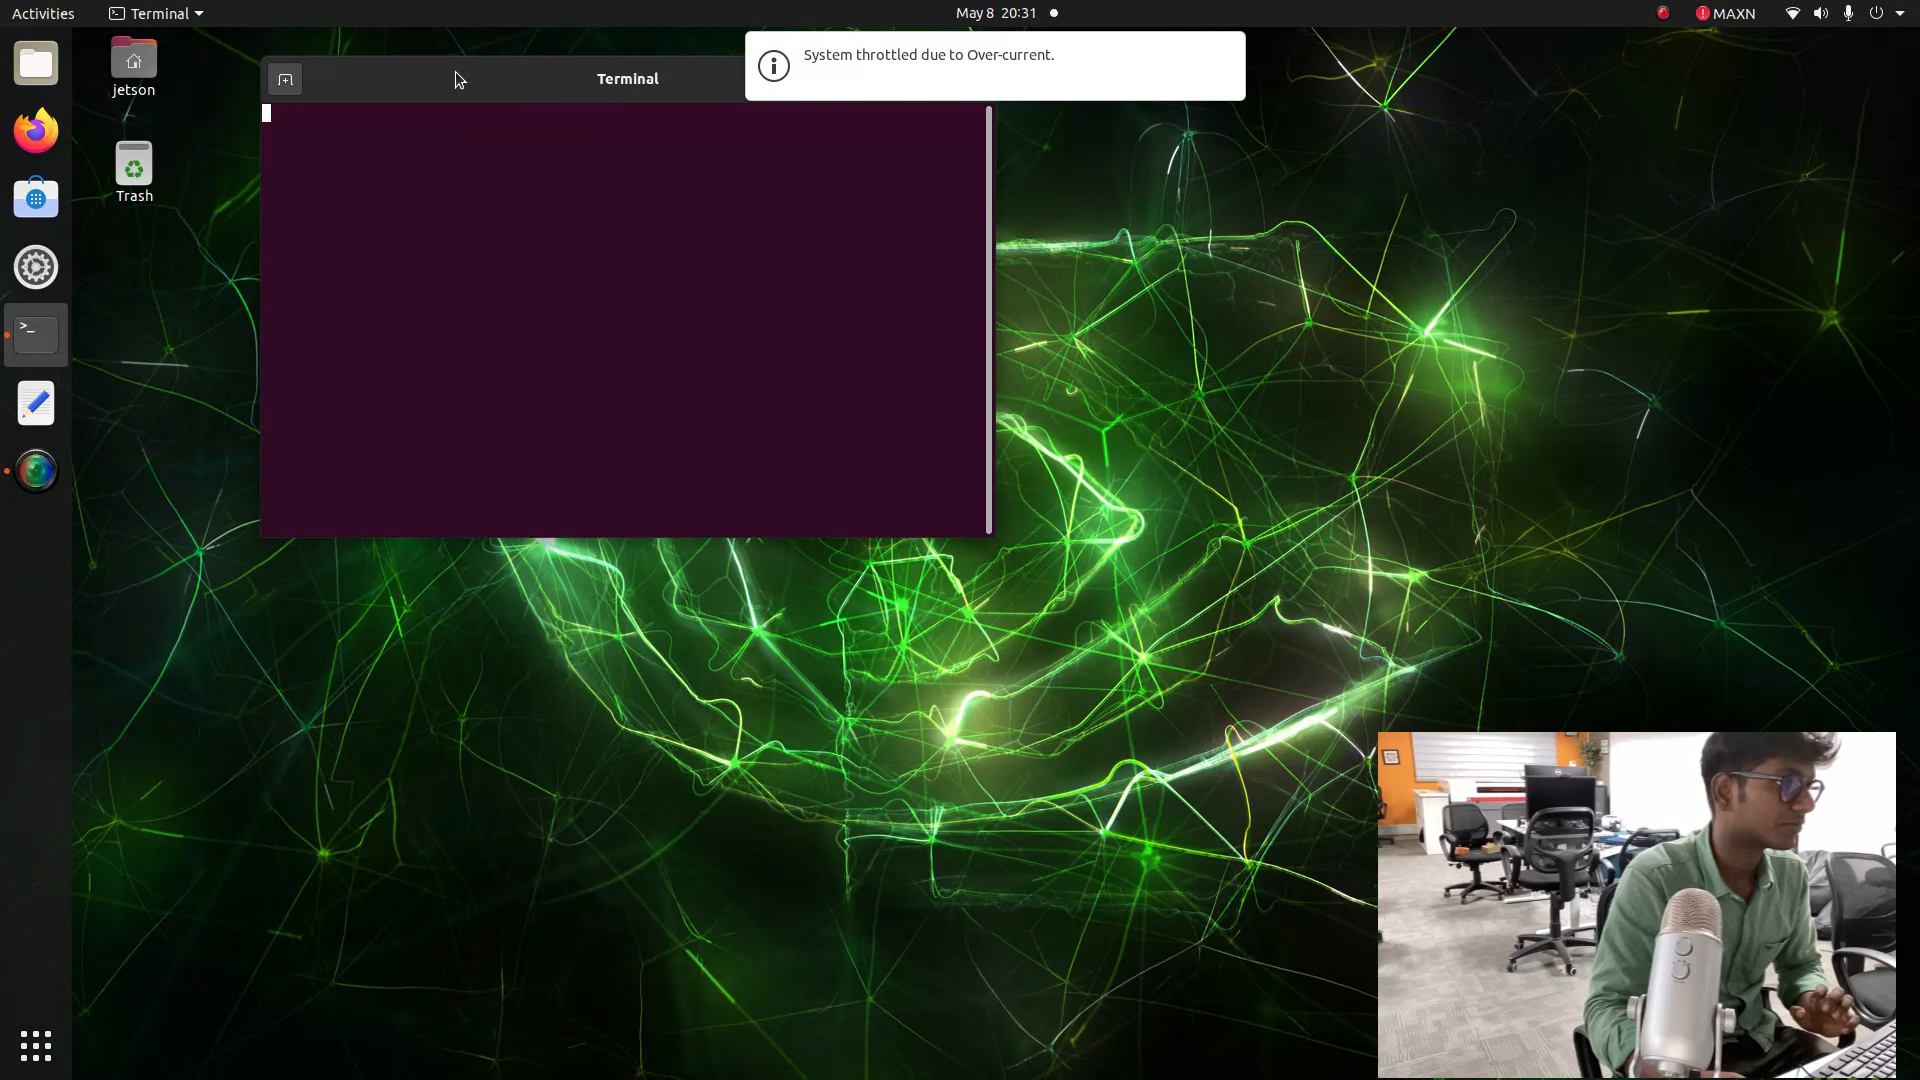 Activities
Terminal
May 8 20:31
MAXN
System throttled due to Over-current.
jetson
Terminal
>_
Trash